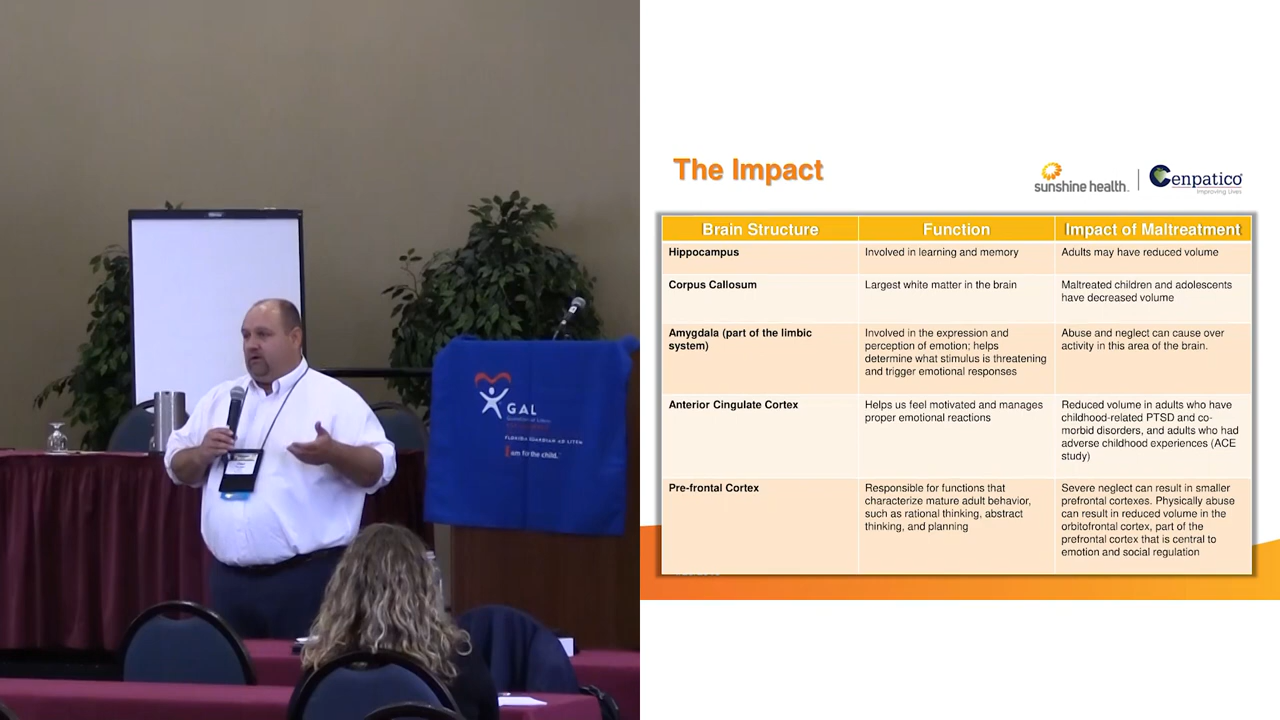 GAL
FLORIDA GUARDIAN AD LITEM
I am for the child.
The Impact
sunshine health.
Cenpatico
Improving Lives
Brain Structure Function Impact of Maltreatment
Hippocampus
Involved in learning and memory
Adults may have reduced volume
Corpus Callosum
Largest white matter in the brain
Maltreated children and adolescents
have decreased volume
Amygdala (part of the limbic
system)
Involved in the expression and
perception of emotion; helps
determine what stimulus is threatening
and trigger emotional responses
Abuse and neglect can cause over
activity in this area of the brain.
Anterior Cingulate Cortex
Helps us feel motivated and manages
proper emotional reactions
Reduced volume in adults who have
childhood-related PTSD and co-
morbid disorders, and adults who had
adverse childhood experiences (ACE
study)
Pre-frontal Cortex
Responsible for functions that
characterize mature adult behavior,
such as rational thinking, abstract
thinking, and planning
Severe neglect can result in smaller
prefrontal cortexes. Physically abuse
can result in reduced volume in the
orbitofrontal cortex, part of the
prefrontal cortex that is central to
emotion and social regulation